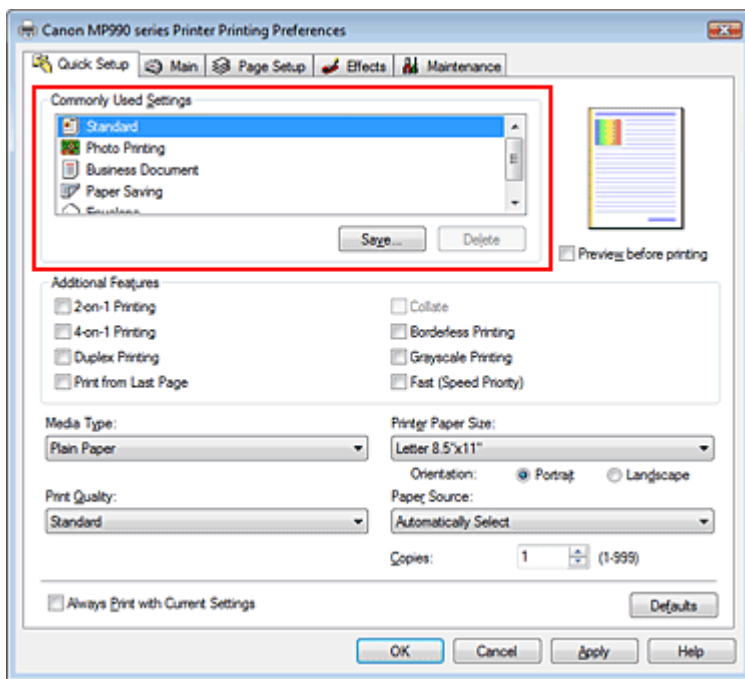 Canon MP990 series Printer Printing Preferences
Quick Setup Main Page Setup Effects Maintenance
Commonly Used Settings
Standard
Photo Printing
Business Document
Paper Saving
Envelope
Save... Delete
Preview before printing
Additional Features
2-on-1 Printing Collate
4-on-1 Printing Borderless Printing
Duplex Printing Grayscale Printing
Print from Last Page Fast (Speed Priority)
Media Type: Printer Paper Size:
Plain Paper Letter 8.5"x11"
Orientation: Portrait Landscape
Print Quality: Paper Source:
Standard Automatically Select
Copies: 1 (1-999)
Always Print with Current Settings Defaults
OK Cancel Apply Help